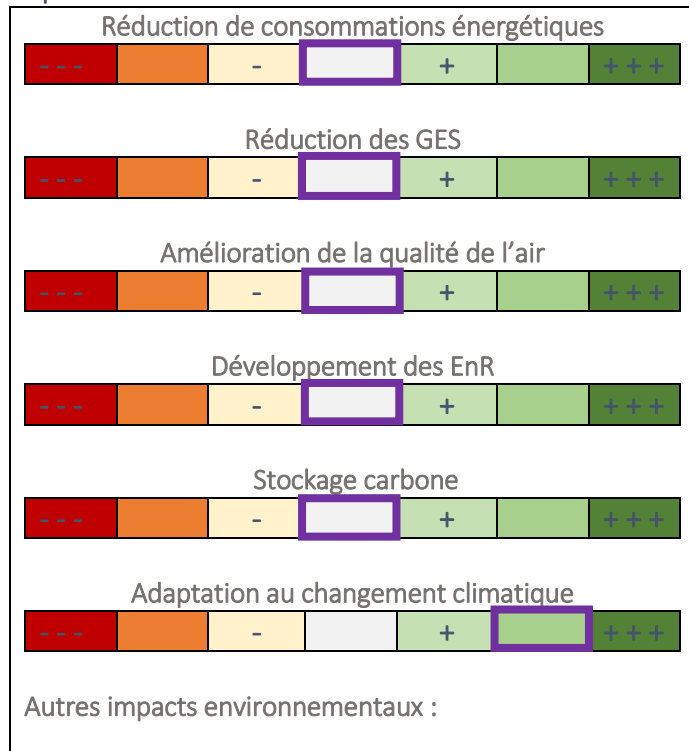 Réduction de consommations énergétiques
- - - - + + + +
Réduction des GES
- - - - + + + +
Amélioration de la qualité de l'air
- - - - + + + +
Développement des EnR
- - - - + + + +
Stockage carbone
- - - - + + + +
Adaptation au changement climatique
- - - - + + + +
Autres impacts environnementaux :